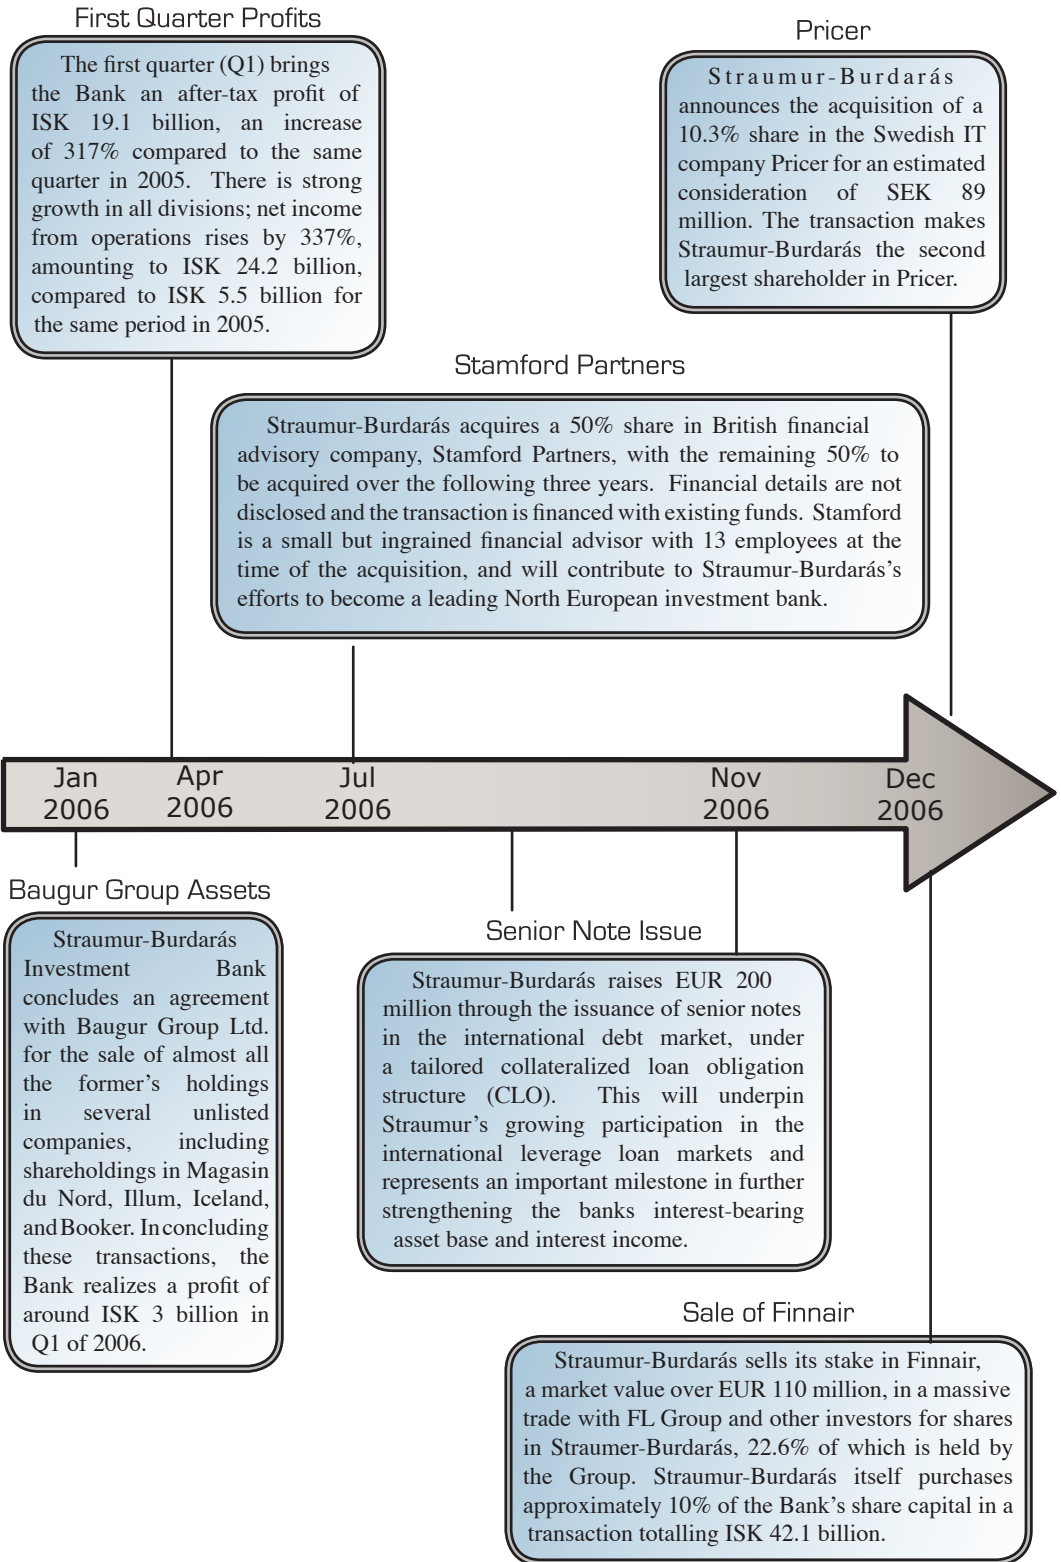 First Quarter Profits
The first quarter (Q1) brings
the Bank an after-tax profit of
ISK 19.1 billion, an increase
of 317% compared to the same
quarter in 2005. There is strong
growth in all divisions; net income
from operations rises by 337%,
amounting to ISK 24.2 billion,
compared to ISK 5.5 billion for
the same period in 2005.
Pricer
Straumur-Burdarás
announces the acquisition of a
10.3% share in the Swedish IT
company Pricer for an estimated
consideration of SEK 89
million. The transaction makes
Straumur-Burdarás the second
largest shareholder in Pricer.
Stamford Partners
Straumur-Burdarás acquires a 50% share in British financial
advisory company, Stamford Partners, with the remaining 50% to
be acquired over the following three years. Financial details are not
disclosed and the transaction is financed with existing funds. Stamford
is a small but ingrained financial advisor with 13 employees at the
time of the acquisition, and will contribute to Straumur-Burdarás's
efforts to become a leading North European investment bank.
Jan
2006
Apr
2006
Jul
2006
Nov
2006
Dec
2006
Baugur Group Assets
Straumur-Burdarás
Investment Bank
concludes an agreement
with Baugur Group Ltd.
for the sale of almost all
the former's holdings
in several unlisted
companies, including
shareholdings in Magasin
du Nord, Illum, Iceland,
and Booker. In concluding
these transactions, the
Bank realizes a profit of
around ISK 3 billion in
Q1 of 2006.
Senior Note Issue
Straumur-Burdarás raises EUR 200
million through the issuance of senior notes
in the international debt market, under
a tailored collateralized loan obligation
structure (CLO). This will underpin
Straumur's growing participation in the
international leverage loan markets and
represents an important milestone in further
strengthening the banks interest-bearing
asset base and interest income.
Sale of Finnair
Straumur-Burdarás sells its stake in Finnair,
a market value over EUR 110 million, in a massive
trade with FL Group and other investors for shares
in Straumer-Burdarás, 22.6% of which is held by
the Group. Straumur-Burdarás itself purchases
approximately 10% of the Bank's share capital in a
transaction totalling ISK 42.1 billion.